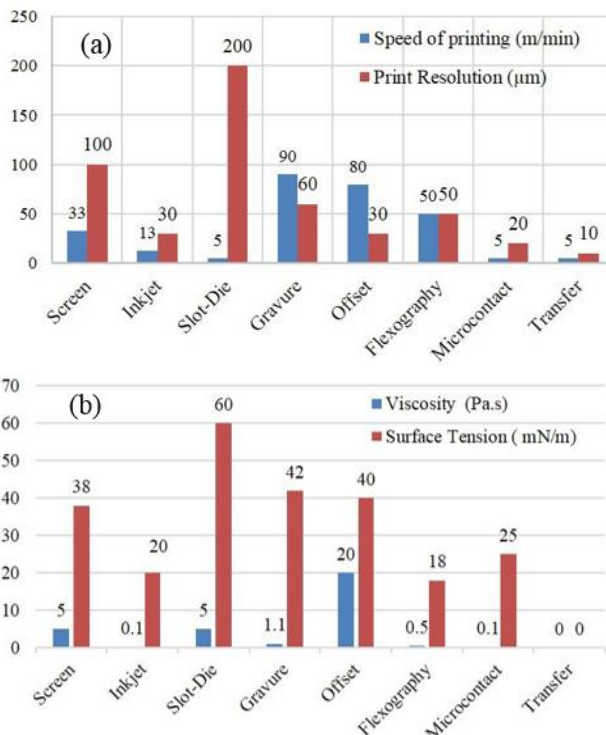 (a)
Speed of printing (m/min)
Print Resolution (µm)
250
200
150
100
50
0
33
100
13
30
5
200
90
60
80
30
50
50
5
20
5
10
Screen
Inkjet
Slot-Die
Gravure
Offset
Flexography
Microcontact
Transfer
(b)
Viscosity (Pa.s)
Surface Tension ( mN/m)
70
60
50
40
30
20
10
0
5
38
0.1
20
5
60
1.1
42
20
40
0.5
18
0.1
25
0
0
Screen
Inkjet
Slot-Die
Gravure
Offset
Flexography
Microcontact
Transfer